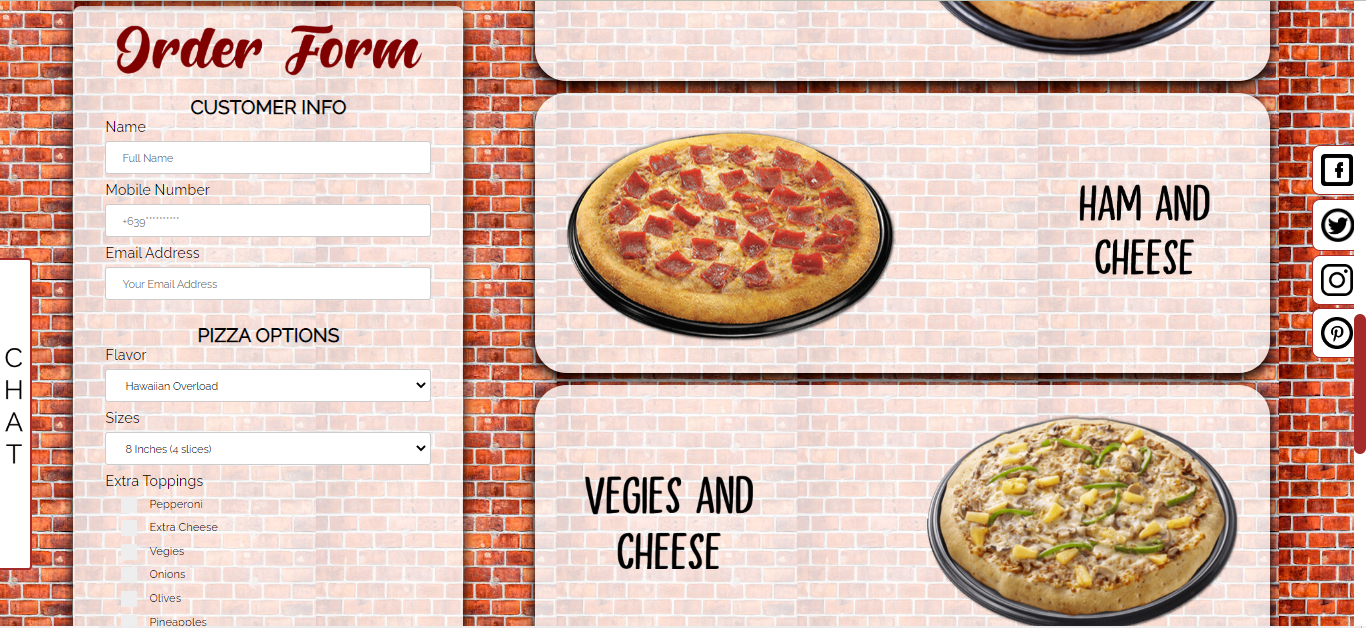 Order Form
CUSTOMER INFO
Name
Full Name
Mobile Number
+639*********
Email Address
Your Email Address
PIZZA OPTIONS
Flavor
Hawaiian Overload
Sizes
8 Inches (4 slices)
Extra Toppings
Pepperoni
Extra Cheese
Vegies
Onions
Olives
Pineapples
HAM AND
CHEESE
VEGIES AND
CHEESE
C
H
A
T